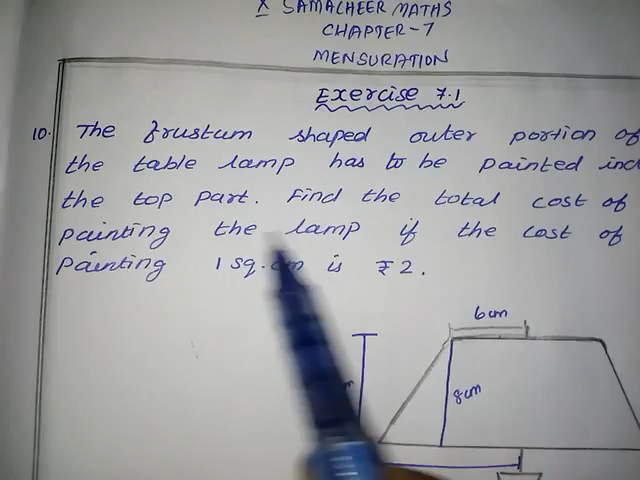 X SAMACHEER MATHS
CHAPTER-7
MENSURATION
Exercise 7.1
10. The frustum shaped outer portion of
the table lamp has to be painted incl
the top part. Find the total cost of
painting the lamp if the cost of
painting 1 sq.cm is ₹2.
6cm
8cm
m